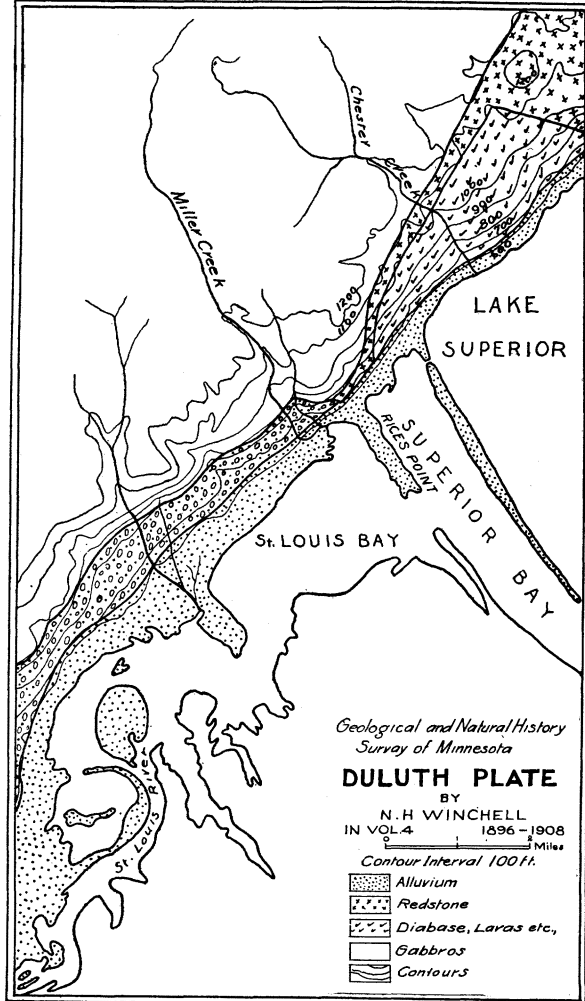 Chester Creek
Miller Creek
1000
900
800
700
1200
1100
LAKE
SUPERIOR
SUPERIOR BAY
RICES POINT
St. LOUIS BAY
St. Louis River
Geological and Natural History
Survey of Minnesota
DULUTH PLATE
BY
N.H WINCHELL
IN VOL.4 1896-1908
0 2 Miles
Contour Interval 100 ft.
Alluvium
Redstone
Diabase, Lavas etc.,
Gabbros
Contours